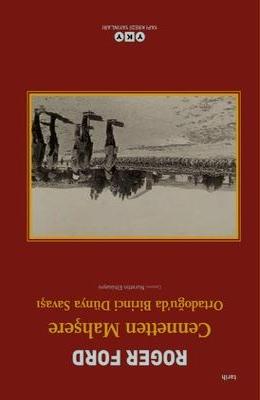 tarih
ROGER FORD
Cennetten Mahşere
Ortadoğu'da Birinci Dünya Savaşı
Çeviren: Nurettin Elhüseyni
YKY
YAPI KREDİ YAYINLARI